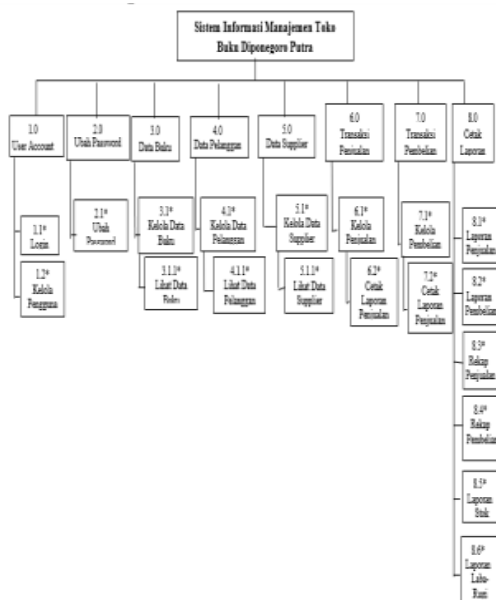 Sistem Informasi Manajemen Toko
Buku Diponegoro Putra
1.0
User Account
2.0
Ubah Password
3.0
Data Buku
4.0
Data Pelanggan
5.0
Data Supplier
6.0
Transaksi
Penjualan
7.0
Transaksi
Pembelian
8.0
Cetak
Laporan
1.1*
Login
1.2*
Kelola
Pengguna
2.1*
Ubah
Password
3.1*
Kelola Data
Buku
3.1.1*
Lihat Data
Buku
4.1*
Kelola Data
Pelanggan
4.1.1*
Lihat Data
Pelanggan
5.1*
Kelola Data
Supplier
5.1.1*
Lihat Data
Supplier
6.1*
Kelola
Penjualan
6.2*
Cetak
Laporan
Penjualan
7.1*
Kelola
Pembelian
7.2*
Cetak
Laporan
Penjualan
8.1*
Laporan
Penjualan
8.2*
Laporan
Pembelian
8.3*
Rekap
Penjualan
8.4*
Rekap
Pembelian
8.5*
Laporan
Stok
8.6*
Laporan
Laba-
Rugi